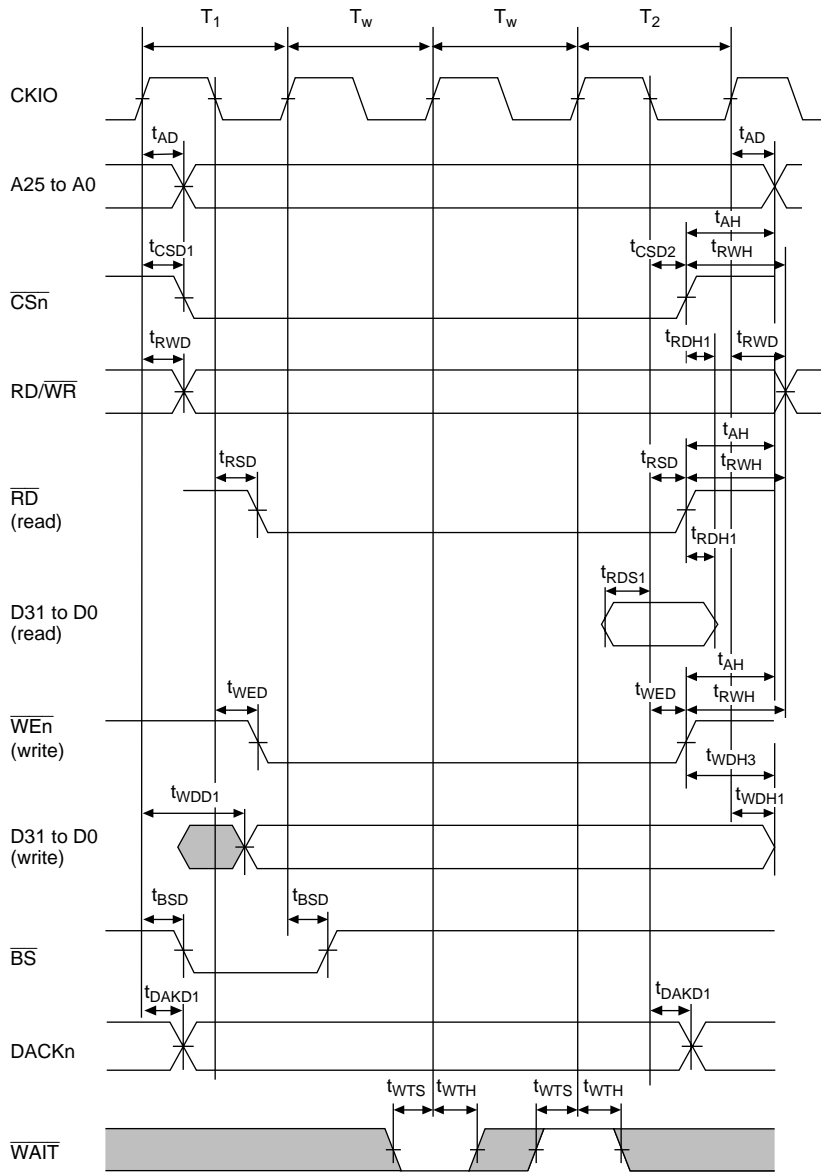 T1 Tw Tw T2
CKIO
tAD tAD
A25 to A0
tAH
tCSD1 tCSD2 tRWH
CSn
tRWD tRDH1 tRWD
RD/WR
tAH
tRSD tRSD tRWH
RD
(read)
tRDH1
tRDS1
D31 to D0
(read)
tAH
tWED tWED tRWH
WEn
(write)
tWDH3
tWDD1 tWDH1
D31 to D0
(write)
tBSD tBSD
BS
tDAKD1 tDAKD1
DACKn
tWTS tWTH tWTS tWTH
WAIT